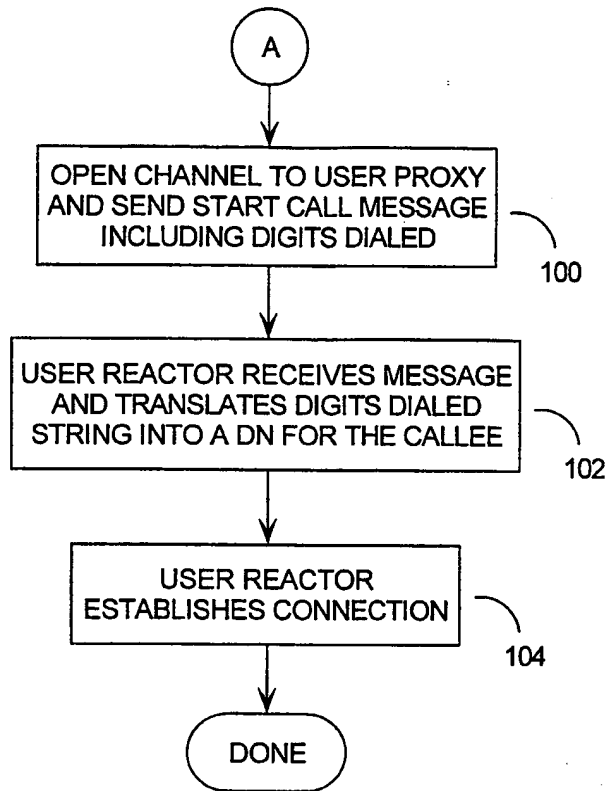 A
OPEN CHANNEL TO USER PROXY
AND SEND START CALL MESSAGE
INCLUDING DIGITS DIALED
100
USER REACTOR RECEIVES MESSAGE
AND TRANSLATES DIGITS DIALED
STRING INTO A DN FOR THE CALLEE
102
USER REACTOR
ESTABLISHES CONNECTION
104
DONE